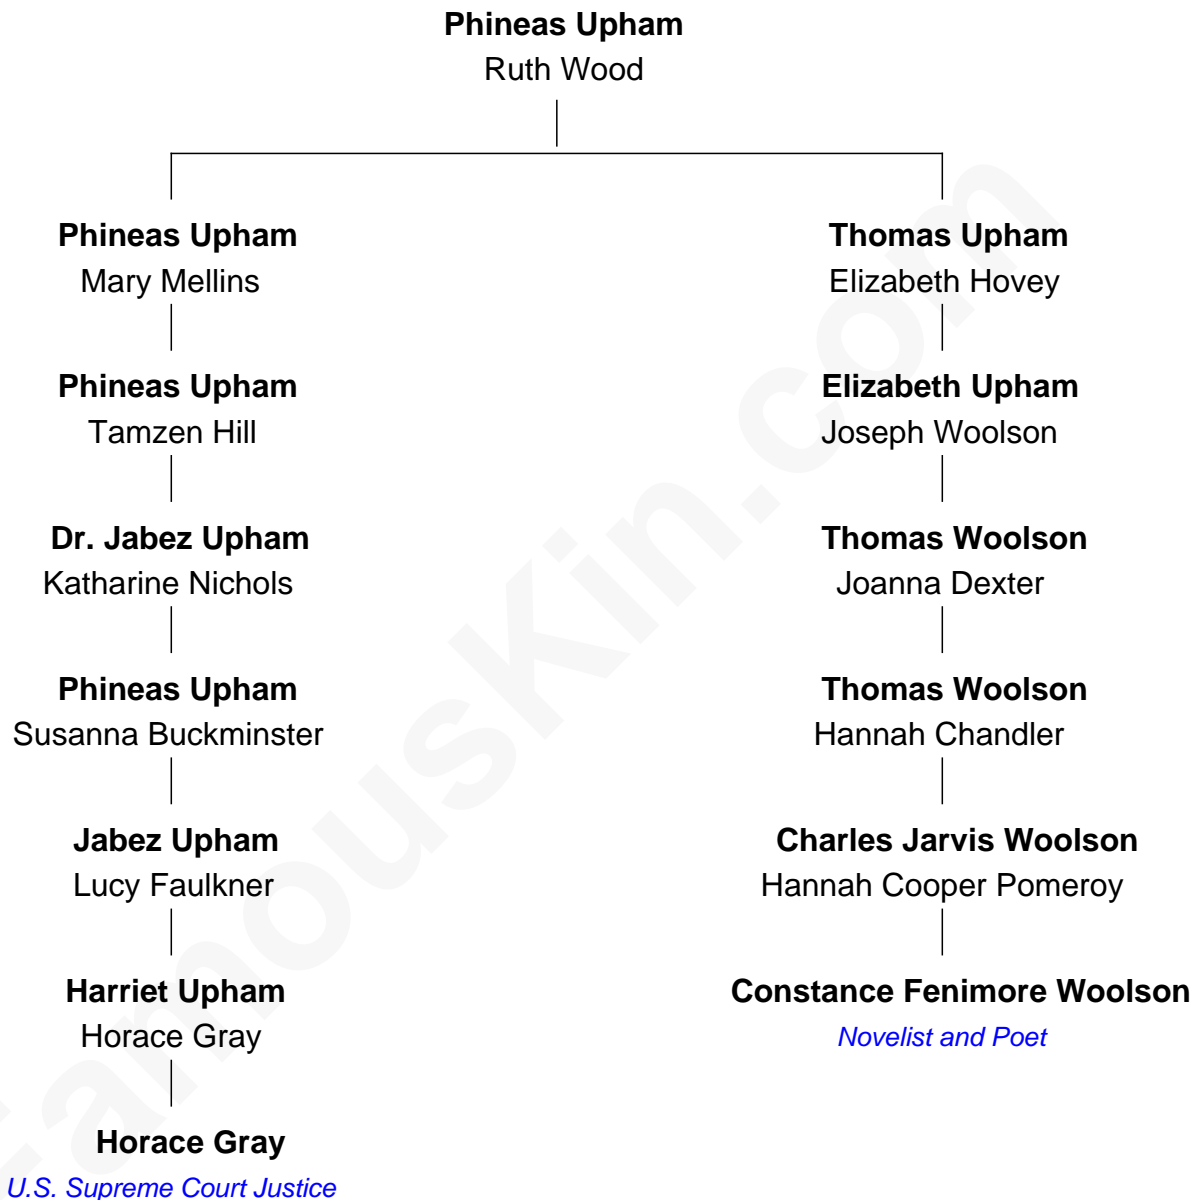 Phineas Upham
Ruth Wood
Phineas Upham
Mary Mellins
Phineas Upham
Tamzen Hill
Dr. Jabez Upham
Katharine Nichols
Phineas Upham
Susanna Buckminster
Jabez Upham
Lucy Faulkner
Harriet Upham
Horace Gray
Horace Gray
U.S. Supreme Court Justice
Thomas Upham
Elizabeth Hovey
Elizabeth Upham
Joseph Woolson
Thomas Woolson
Joanna Dexter
Thomas Woolson
Hannah Chandler
Charles Jarvis Woolson
Hannah Cooper Pomeroy
Constance Fenimore Woolson
Novelist and Poet
FamousKin.com